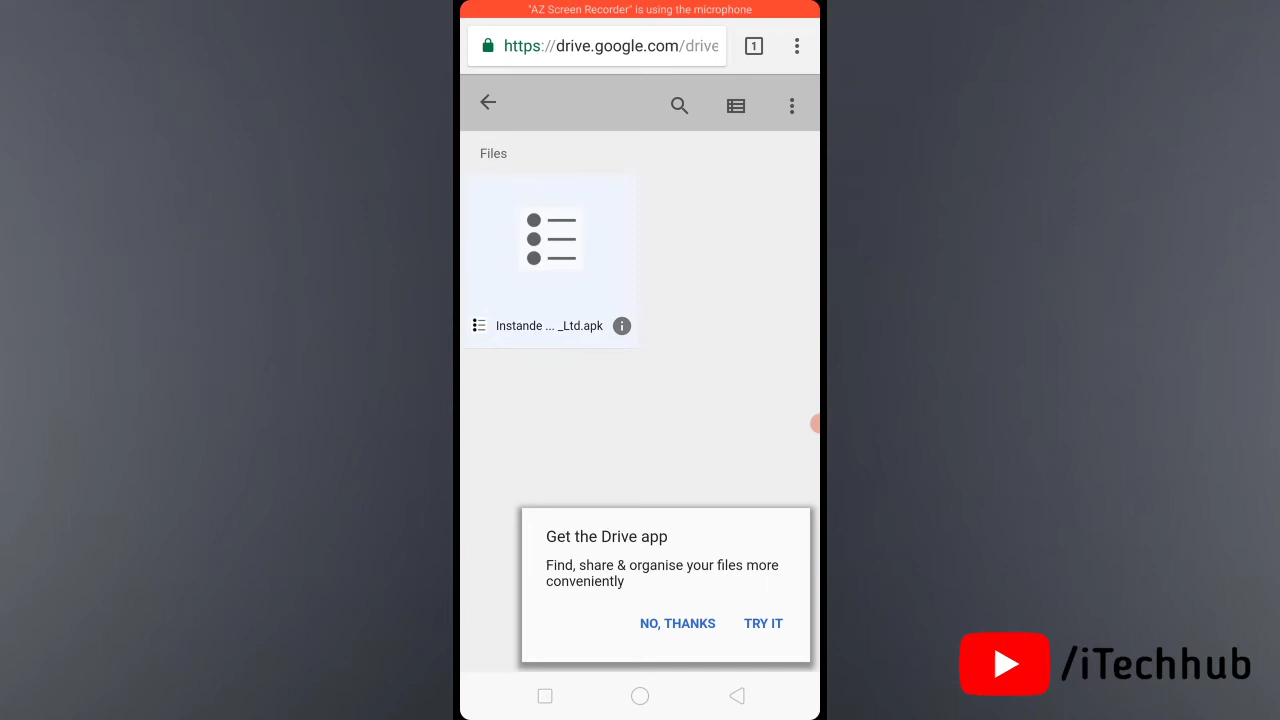 "AZ Screen Recorder" is using the microphone
https://drive.google.com/drive
1
Files
Instande ... _Ltd.apk
Get the Drive app
Find, share & organise your files more
conveniently
NO, THANKS TRY IT
/iTechhub